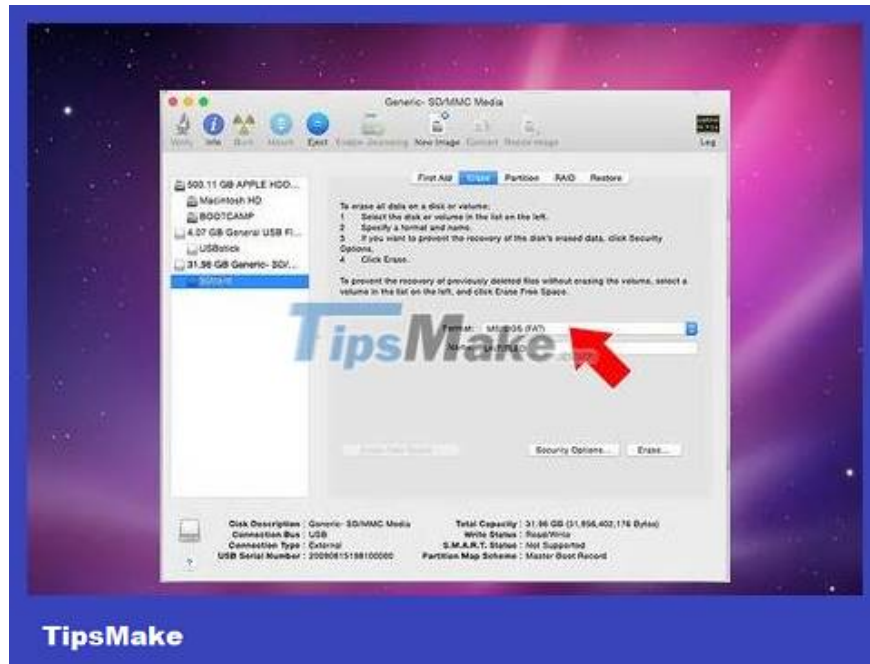 Generic- SD/MMC Media
Verify Info Burn Mount Eject Enable Journaling New Image Convert Resize Image Log
First Aid Erase Partition RAID Restore
500.11 GB APPLE HDD...
Macintosh HD
BOOTCAMP
4.07 GB General USB Fl...
USBstick
31.96 GB Generic- SD/...
To erase all data on a disk or volume:
1 Select the disk or volume in the list on the left.
2 Specify a format and name.
3 If you want to prevent the recovery of the disk's erased data, click Security
Options.
4 Click Erase.
To prevent the recovery of previously deleted files without erasing the volume, select a
volume in the list on the left, and click Erase Free Space.
Format: MS-DOS (FAT)
Name: UNTITLED
TipsMake
Security Options... Erase...
Disk Description : Generic- SD/MMC Media
Connection Bus : USB
Connection Type : External
USB Serial Number : 20090815198100000
Total Capacity : 31.96 GB (31,956,402,176 Bytes)
Write Status : Read/Write
S.M.A.R.T. Status : Not Supported
Partition Map Scheme : Master Boot Record
?
TipsMake